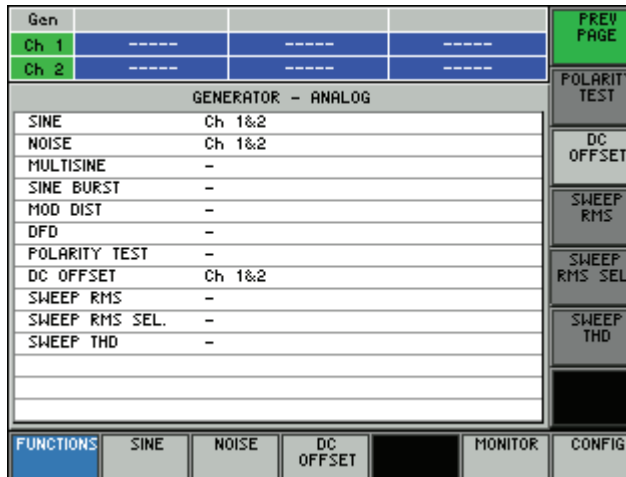 Gen
Ch 1 ----- ----- -----
Ch 2 ----- ----- -----
GENERATOR - ANALOG
SINE Ch 1&2
NOISE Ch 1&2
MULTISINE -
SINE BURST -
MOD DIST -
DFD -
POLARITY TEST -
DC OFFSET Ch 1&2
SWEEP RMS -
SWEEP RMS SEL. -
SWEEP THD -
PREV
PAGE
POLARITY
TEST
DC
OFFSET
SWEEP
RMS
SWEEP
RMS SEL
SWEEP
THD
FUNCTIONS SINE NOISE DC OFFSET MONITOR CONFIG